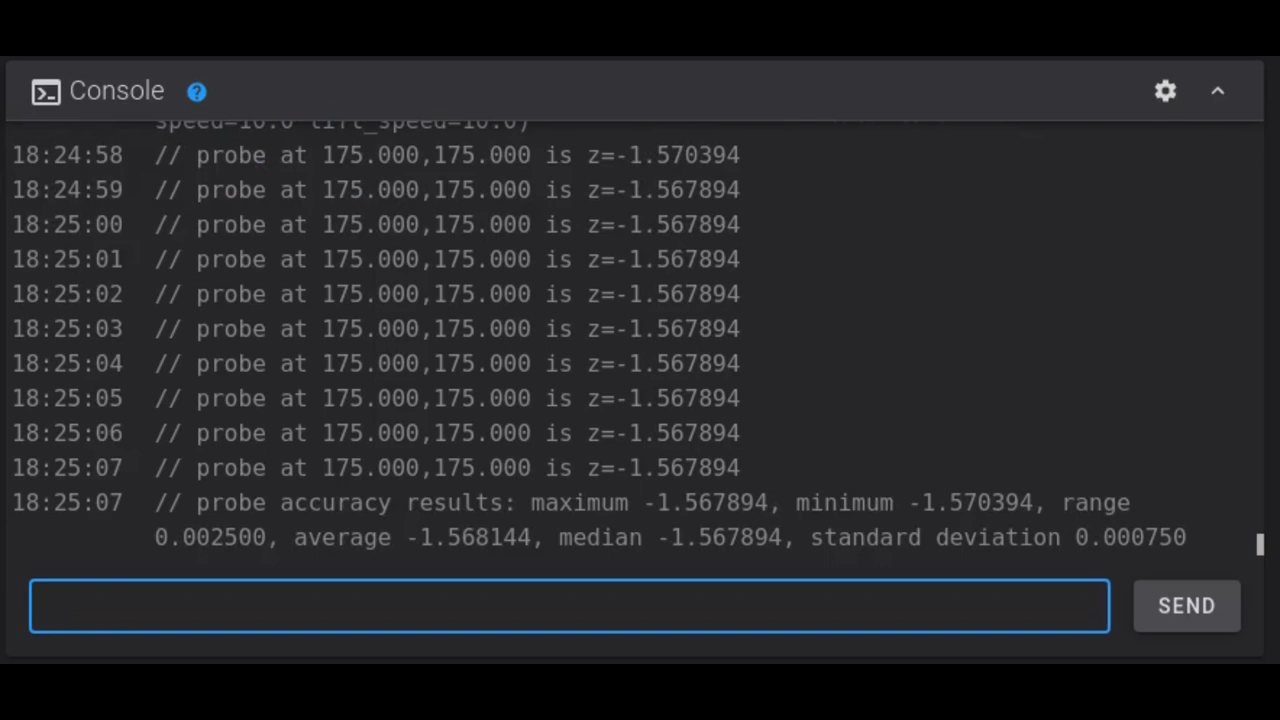 Console
speed=10.0 lift_speed=10.0)
18:24:58 // probe at 175.000,175.000 is z=-1.570394
18:24:59 // probe at 175.000,175.000 is z=-1.567894
18:25:00 // probe at 175.000,175.000 is z=-1.567894
18:25:01 // probe at 175.000,175.000 is z=-1.567894
18:25:02 // probe at 175.000,175.000 is z=-1.567894
18:25:03 // probe at 175.000,175.000 is z=-1.567894
18:25:04 // probe at 175.000,175.000 is z=-1.567894
18:25:05 // probe at 175.000,175.000 is z=-1.567894
18:25:06 // probe at 175.000,175.000 is z=-1.567894
18:25:07 // probe at 175.000,175.000 is z=-1.567894
18:25:07 // probe accuracy results: maximum -1.567894, minimum -1.570394, range
0.002500, average -1.568144, median -1.567894, standard deviation 0.000750
SEND